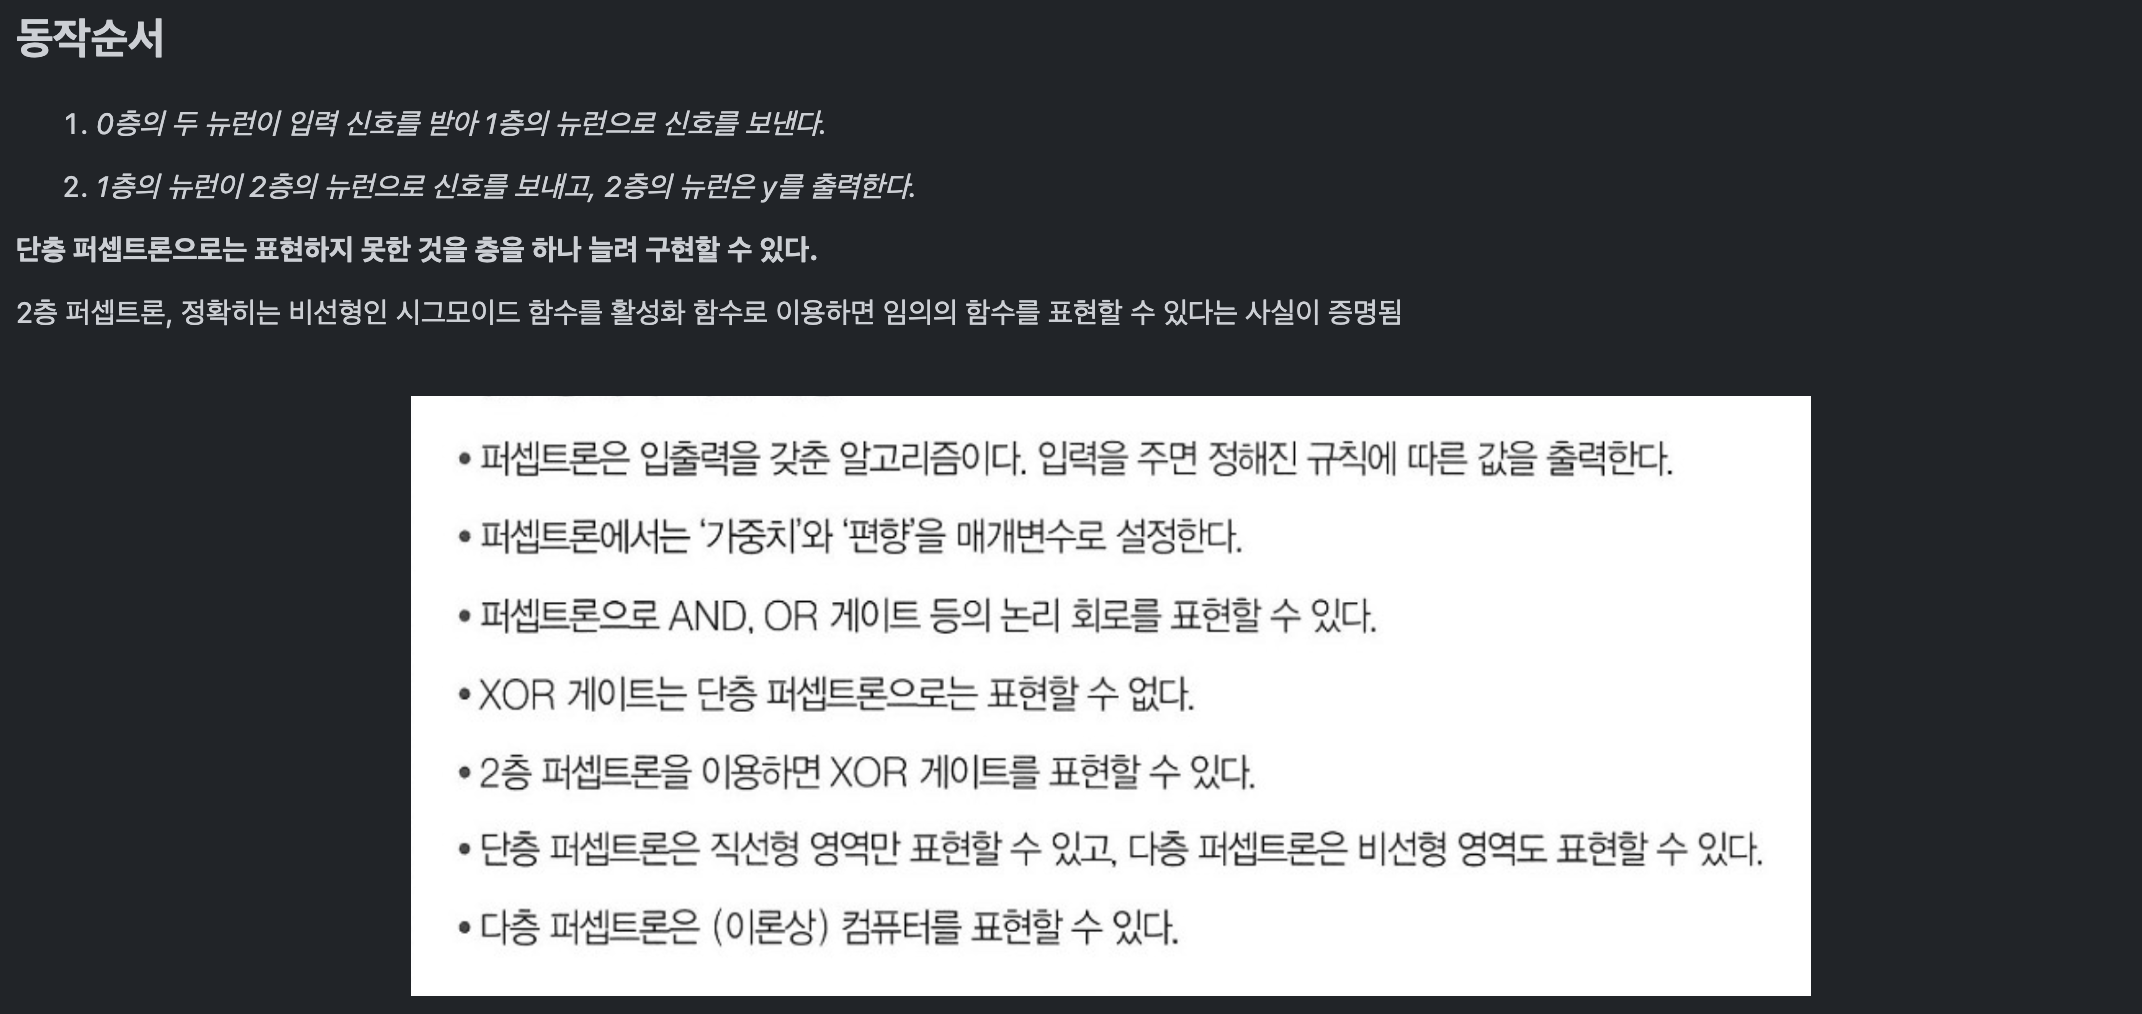 동작순서
1. 0층의 두 뉴런이 입력 신호를 받아 1층의 뉴런으로 신호를 보낸다.
2. 1층의 뉴런이 2층의 뉴런으로 신호를 보내고, 2층의 뉴런은 y를 출력한다.
단층 퍼셉트론으로는 표현하지 못한 것을 층을 하나 늘려 구현할 수 있다.
2층 퍼셉트론, 정확히는 비선형인 시그모이드 함수를 활성화 함수로 이용하면 임의의 함수를 표현할 수 있다는 사실이 증명됨
• 퍼셉트론은 입출력을 갖춘 알고리즘이다. 입력을 주면 정해진 규칙에 따른 값을 출력한다.
• 퍼셉트론에서는 ‘가중치’와 ‘편향’을 매개변수로 설정한다.
• 퍼셉트론으로 AND, OR 게이트 등의 논리 회로를 표현할 수 있다.
• XOR 게이트는 단층 퍼셉트론으로는 표현할 수 없다.
• 2층 퍼셉트론을 이용하면 XOR 게이트를 표현할 수 있다.
• 단층 퍼셉트론은 직선형 영역만 표현할 수 있고, 다층 퍼셉트론은 비선형 영역도 표현할 수 있다.
• 다층 퍼셉트론은 (이론상) 컴퓨터를 표현할 수 있다.